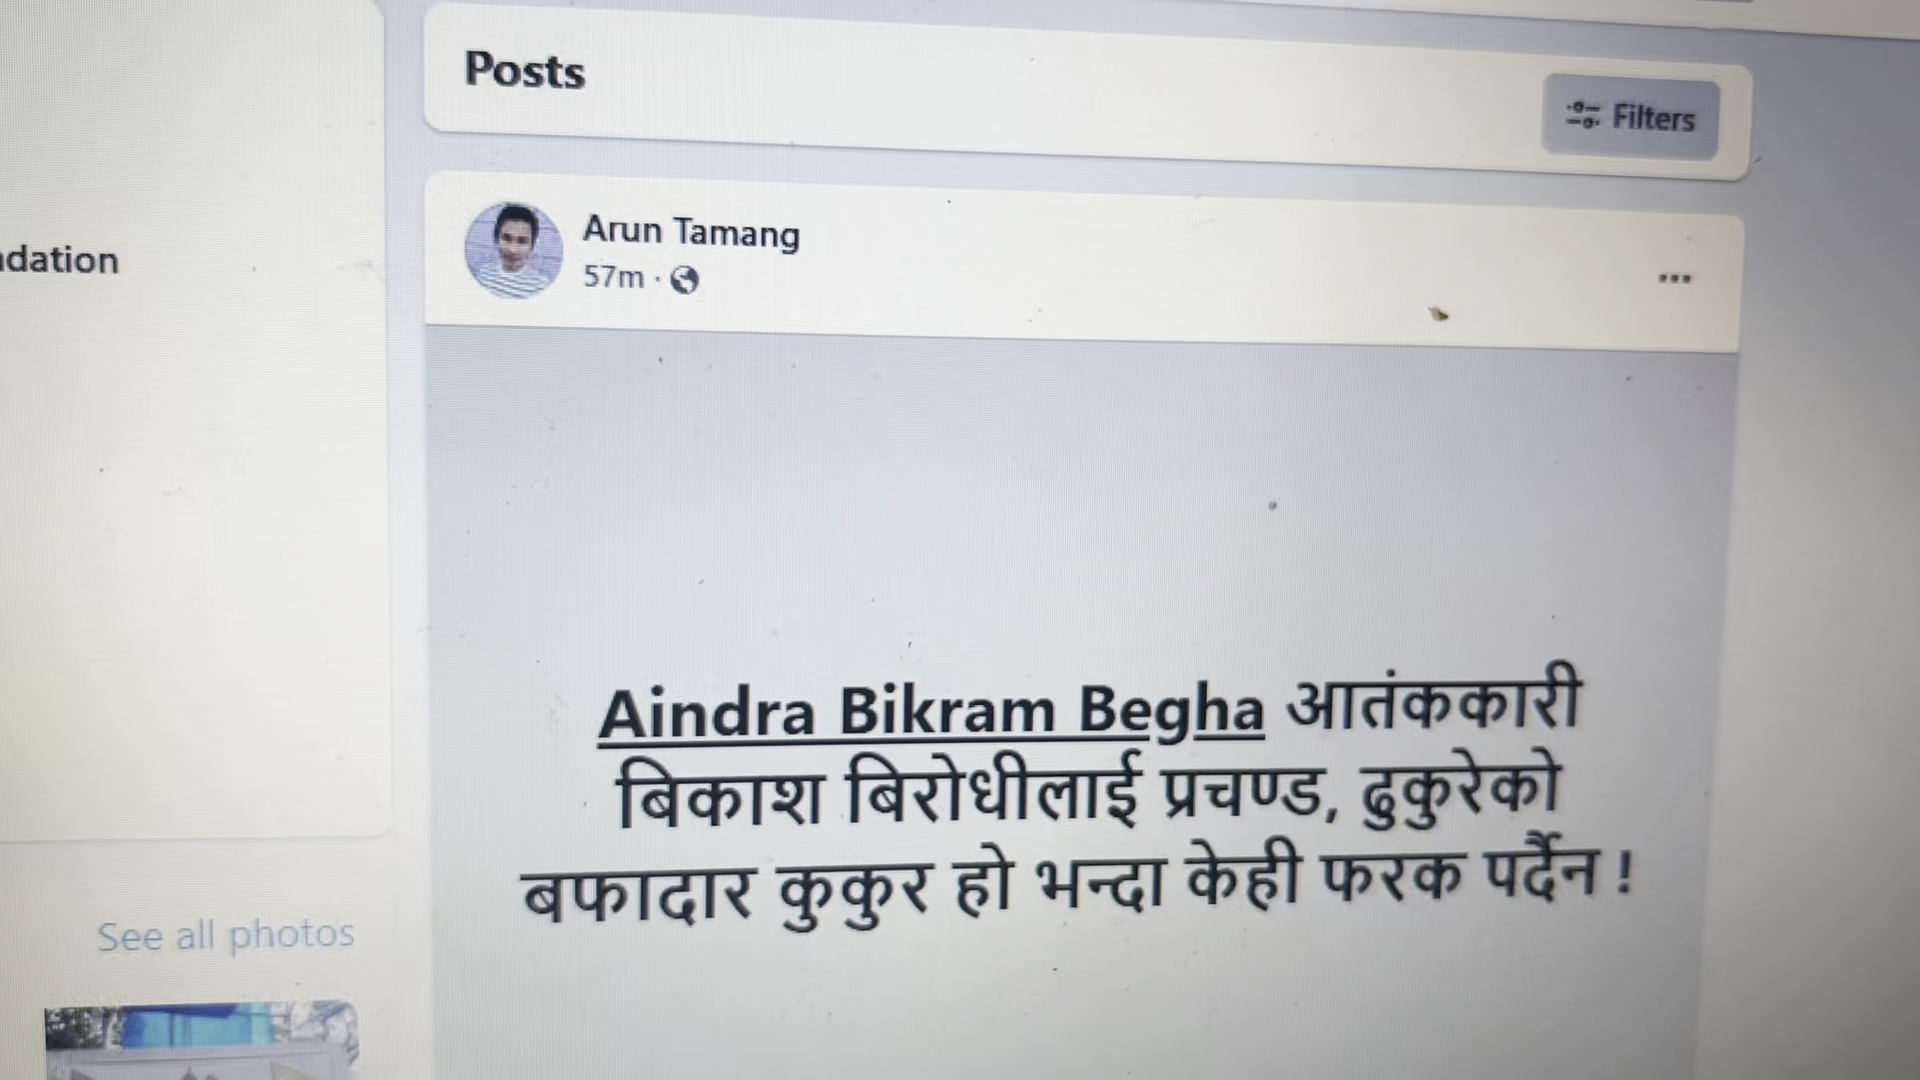 Posts
Filters
Arun Tamang
57m ·
dation
Aindra Bikram Begha आतंककारी
बिकाश बिरोधीलाई प्रचण्ड, ढुकुरेको
बफादार कुकुर हो भन्दा केही फरक पर्दैन !
See all photos